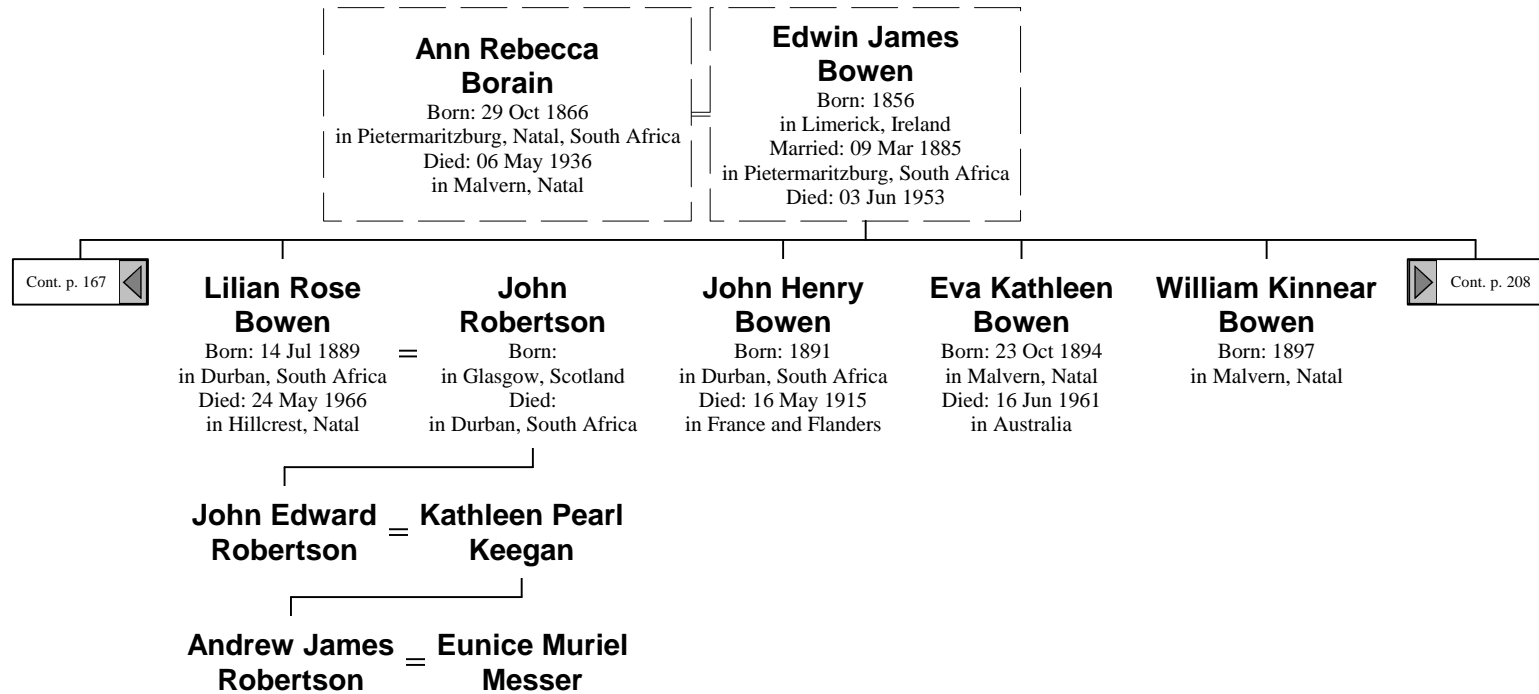 Ann Rebecca
Borain
Born: 29 Oct 1866
in Pietermaritzburg, Natal, South Africa
Died: 06 May 1936
in Malvern, Natal
Edwin James
Bowen
Born: 1856
in Limerick, Ireland
Married: 09 Mar 1885
in Pietermaritzburg, South Africa
Died: 03 Jun 1953
Cont. p. 167
Lilian Rose
Bowen
Born: 14 Jul 1889
in Durban, South Africa
Died: 24 May 1966
in Hillcrest, Natal
=
John
Robertson
Born:
in Glasgow, Scotland
Died:
in Durban, South Africa
John Henry
Bowen
Born: 1891
in Durban, South Africa
Died: 16 May 1915
in France and Flanders
Eva Kathleen
Bowen
Born: 23 Oct 1894
in Malvern, Natal
Died: 16 Jun 1961
in Australia
William Kinnear
Bowen
Born: 1897
in Malvern, Natal
Cont. p. 208
John Edward
Robertson
=
Kathleen Pearl
Keegan
Andrew James
Robertson
=
Eunice Muriel
Messer